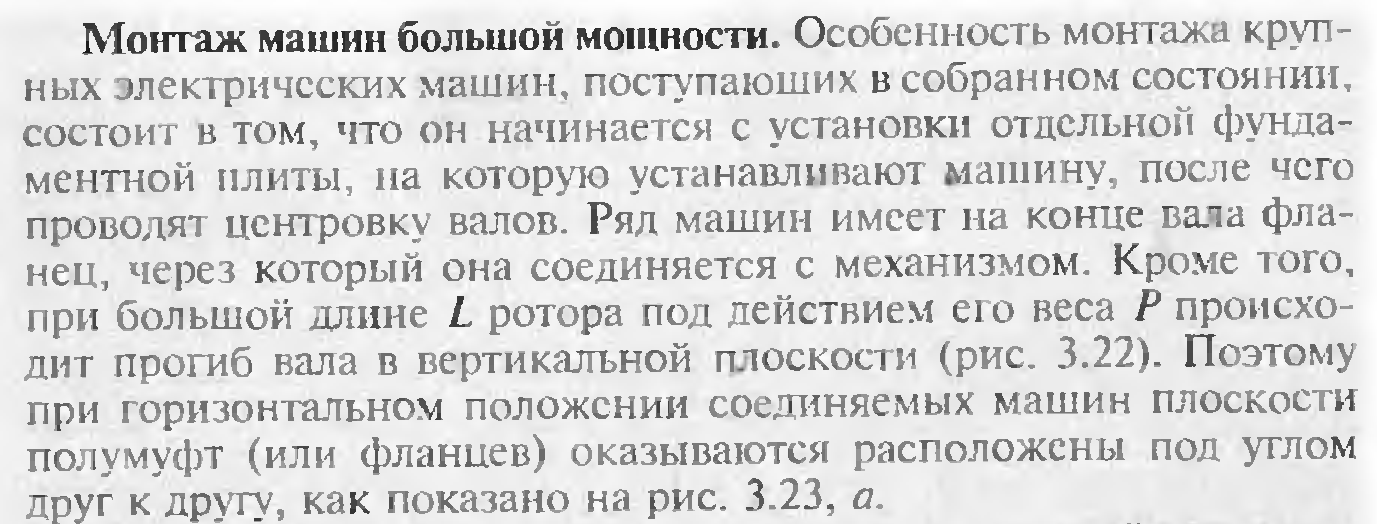 Монтаж машин большой мощности. Особенность монтажа круп-
ных электрических машин, поступающих в собранном состоянии,
состоит в том, что он начинается с установки отдельной фунда-
ментной плиты, на которую устанавливают машину, после чего
проводят центровку валов. Ряд машин имеет на конце вала фла-
нец, через который она соединяется с механизмом. Кроме того,
при большой длине L ротора под действием его веса P происхо-
дит прогиб вала в вертикальной плоскости (рис. 3.22). Поэтому
при горизонтальном положении соединяемых машин плоскости
полумуфт (или фланцев) оказываются расположены под углом
друг к другу, как показано на рис. 3.23, а.